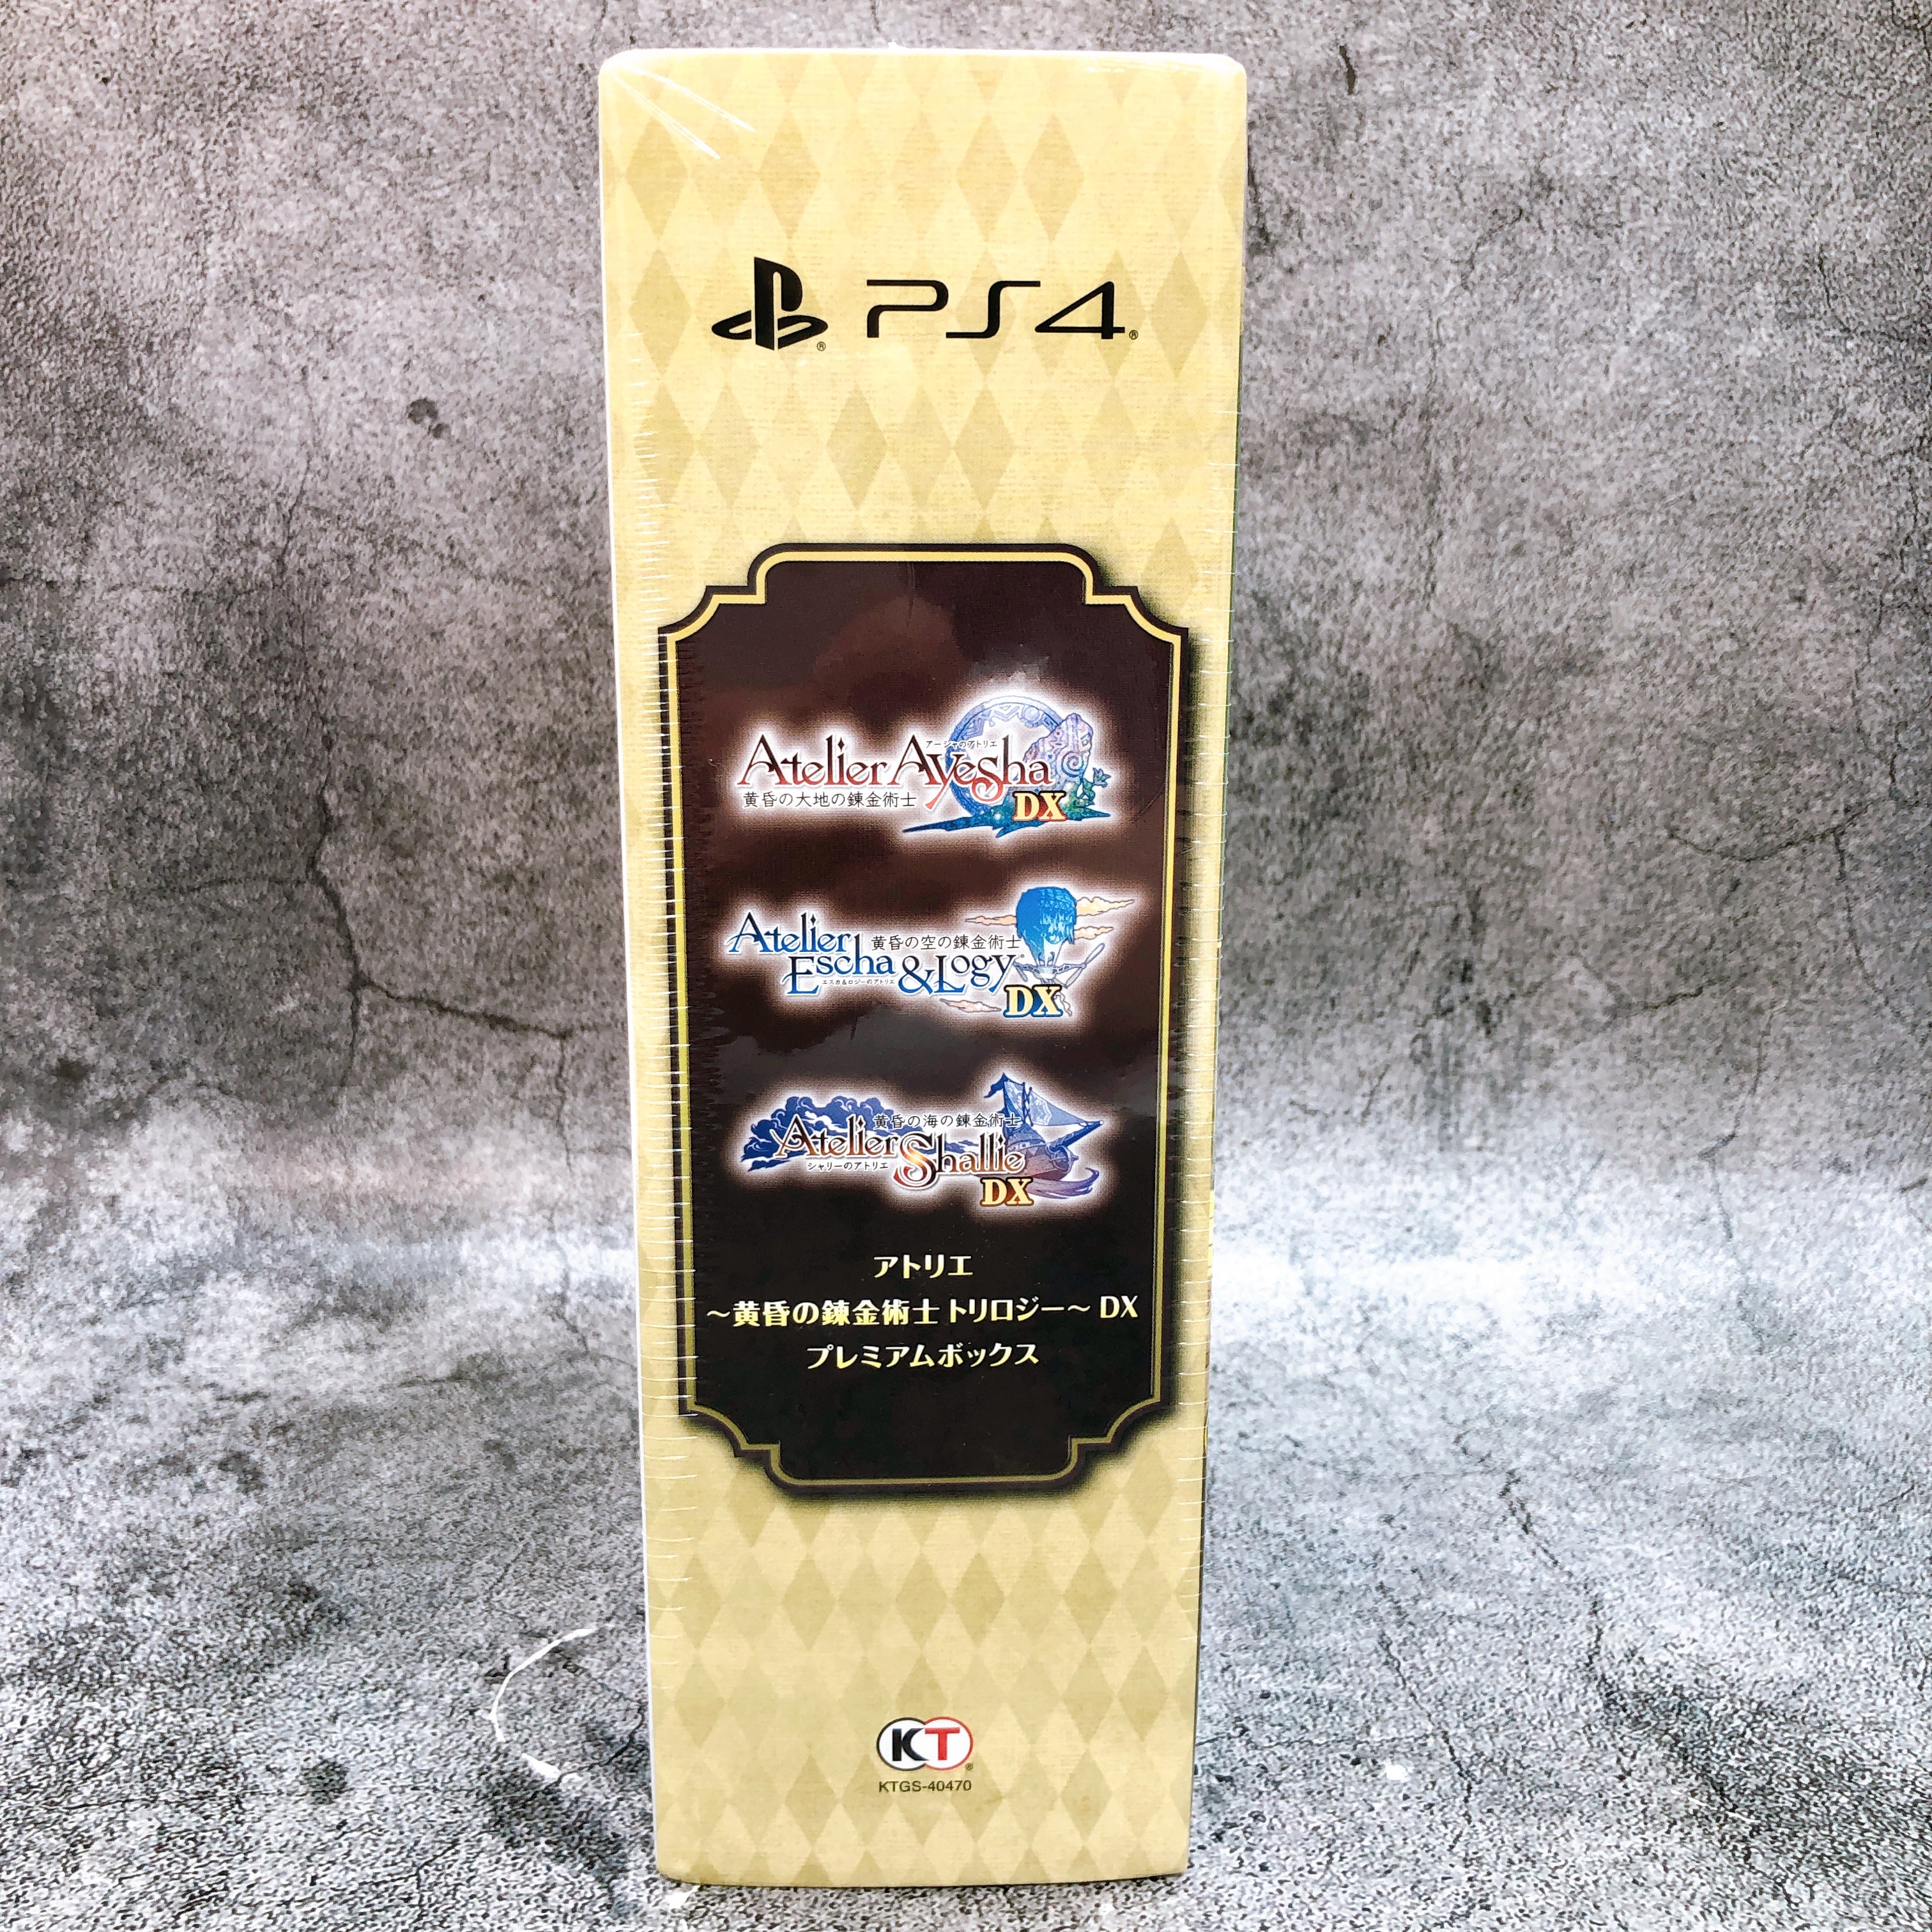 PS4
アーシャのアトリエ
Atelier Ayesha
黄昏の大地の錬金術士
DX
Atelier
黄昏の空の錬金術士
Escha & Logy
エスカ&ロジーのアトリエ
DX
黄昏の海の錬金術士
Atelier Shallie
シャリーのアトリエ
DX
アトリエ
～黄昏の錬金術士 トリロジー～ DX
プレミアムボックス
KT
KTGS-40470